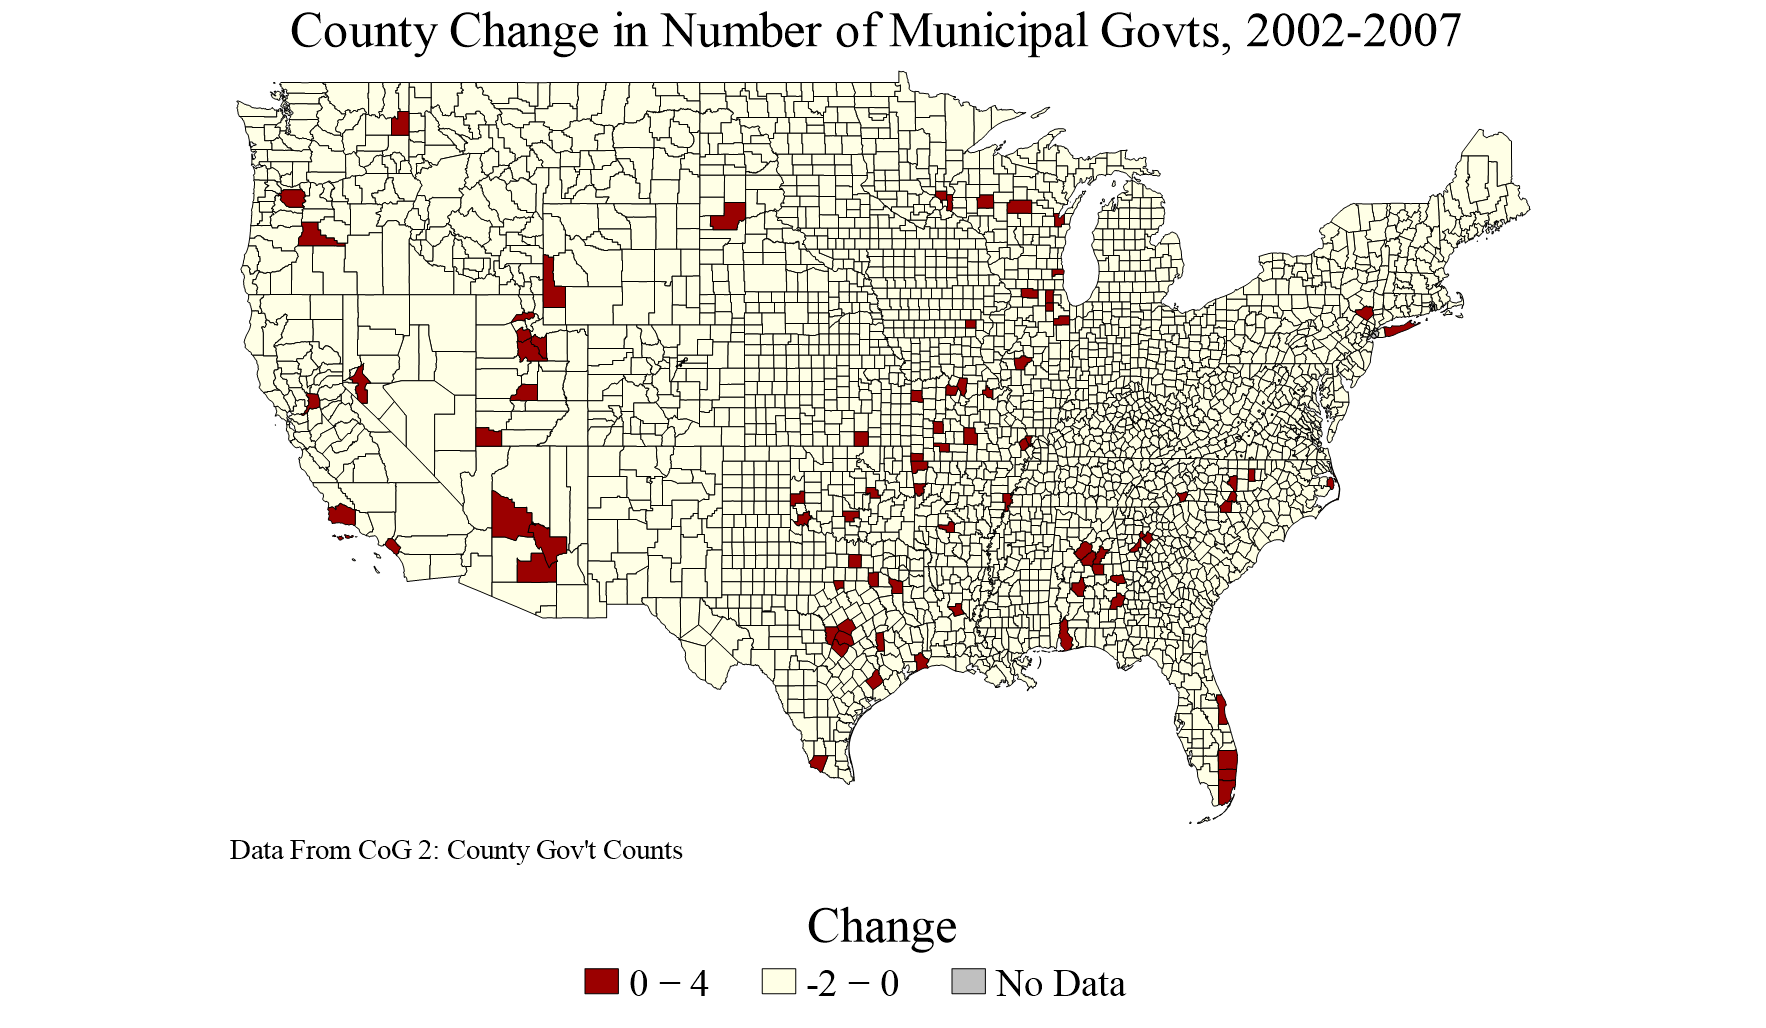 County Change in Number of Municipal Govts, 2002-2007
Data From CoG 2: County Gov't Counts
Change
0 − 4 -2 − 0 No Data